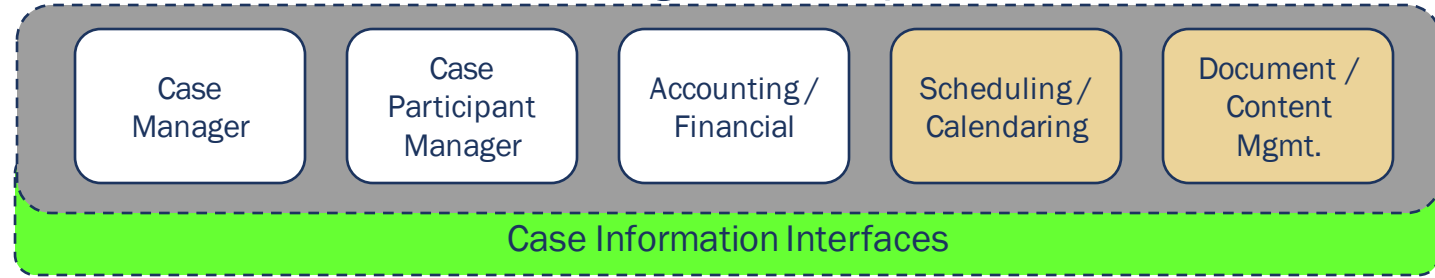 Case
Manager
Case
Participant
Manager
Accounting /
Financial
Scheduling /
Calendaring
Document /
Content
Mgmt.
Case Information Interfaces